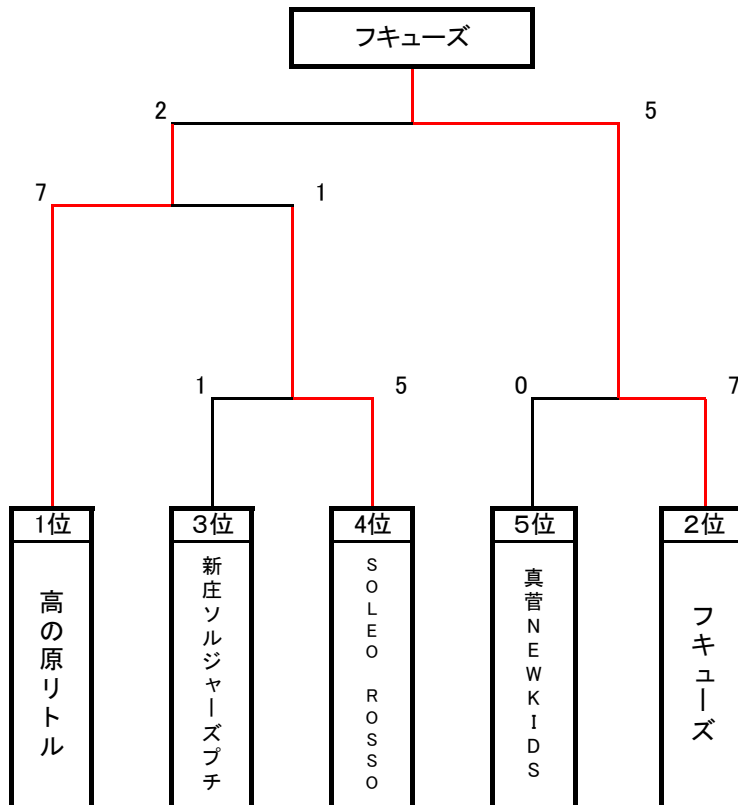 フキューズ
2
5
7
1
1
5
0
7
1位
3位
4位
5位
2位
高の原リトル
新庄ソルジャーズプチ
SOLEO ROSSO
真菅NEWKIDS
フキューズ